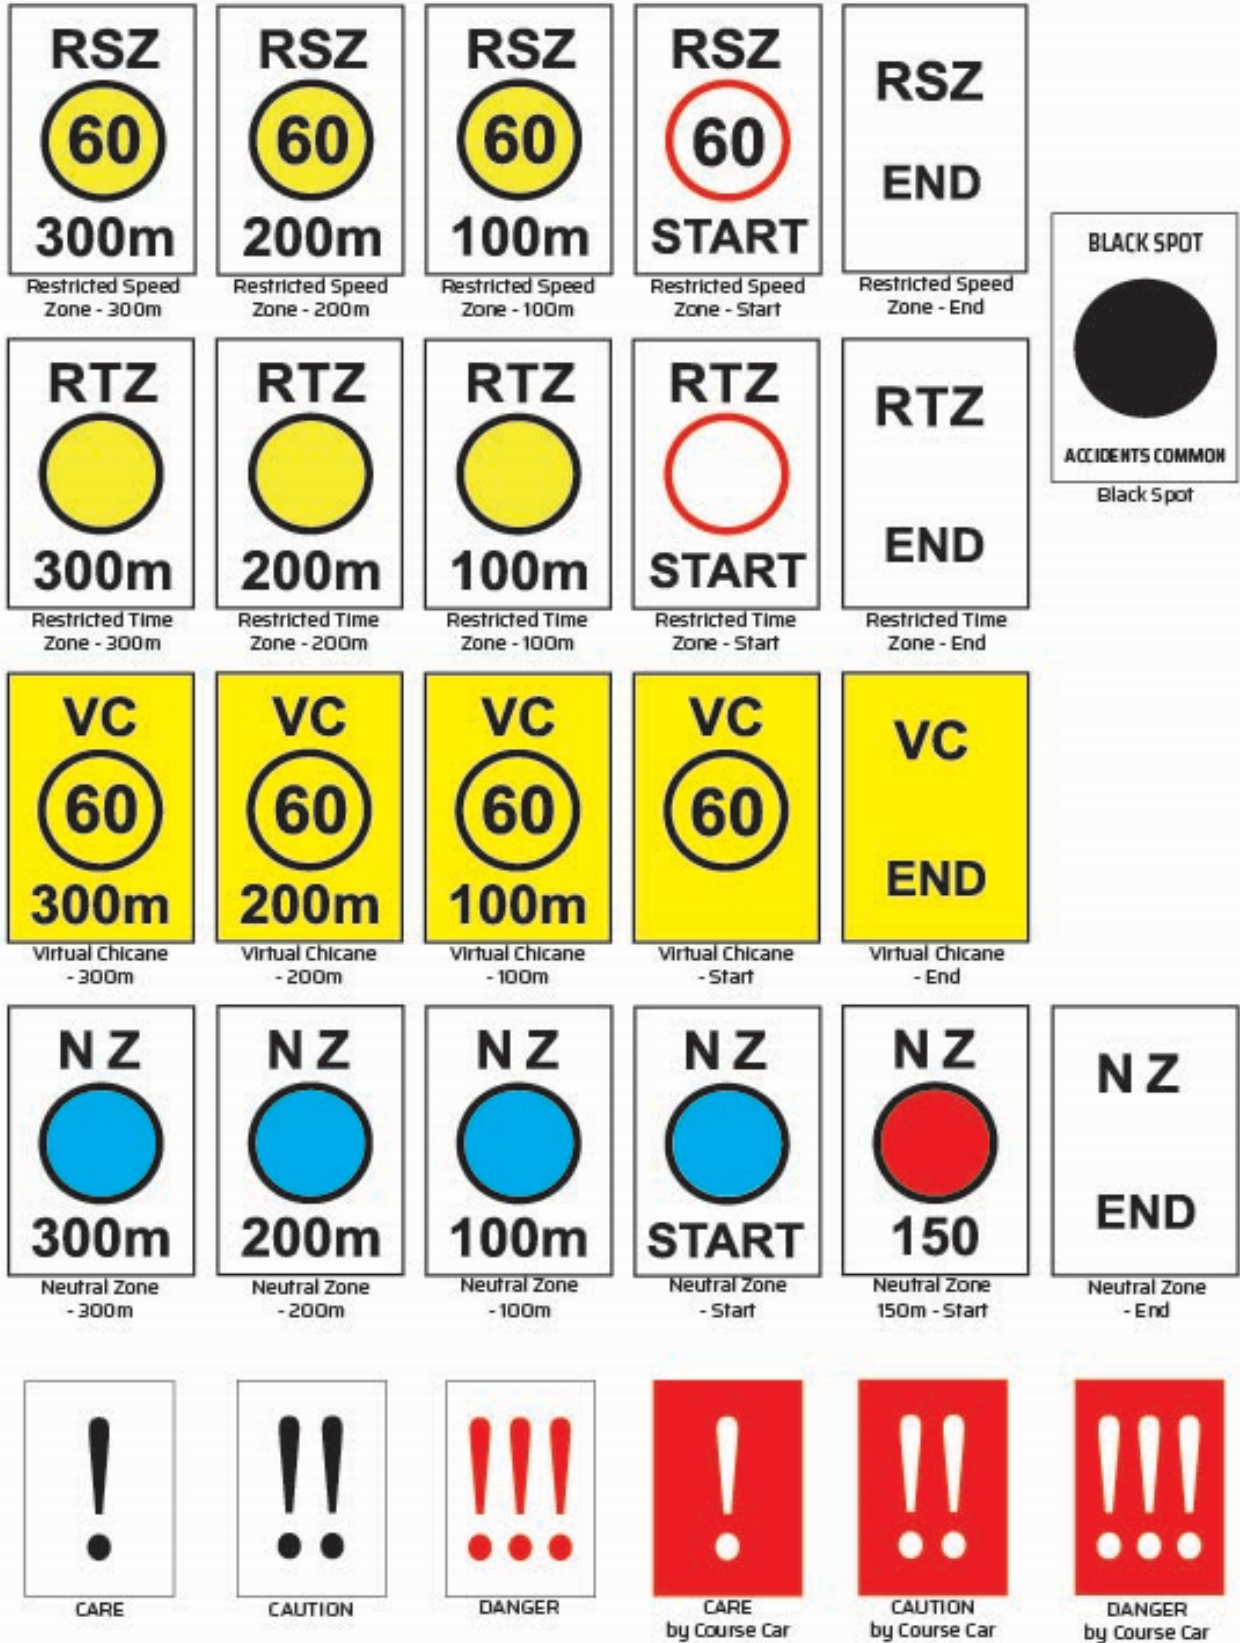 RSZ
60
300m
Restricted Speed
Zone - 300m
RSZ
60
200m
Restricted Speed
Zone - 200m
RSZ
60
100m
Restricted Speed
Zone - 100m
RSZ
60
START
Restricted Speed
Zone - Start
RSZ
END
Restricted Speed
Zone - End
BLACK SPOT
ACCIDENTS COMMON
Black Spot
RTZ
300m
Restricted Time
Zone - 300m
RTZ
200m
Restricted Time
Zone - 200m
RTZ
100m
Restricted Time
Zone - 100m
RTZ
START
Restricted Time
Zone - Start
RTZ
END
Restricted Time
Zone - End
VC
60
300m
Virtual Chicane
- 300m
VC
60
200m
Virtual Chicane
- 200m
VC
60
100m
Virtual Chicane
- 100m
VC
60
Virtual Chicane
- Start
VC
END
Virtual Chicane
- End
N Z
300m
Neutral Zone
- 300m
N Z
200m
Neutral Zone
- 200m
N Z
100m
Neutral Zone
- 100m
N Z
START
Neutral Zone
- Start
N Z
150
Neutral Zone
150m - Start
N Z
END
Neutral Zone
- End
!
CARE
!!
CAUTION
!!!
DANGER
!
CARE
by Course Car
!!
CAUTION
by Course Car
!!!
DANGER
by Course Car